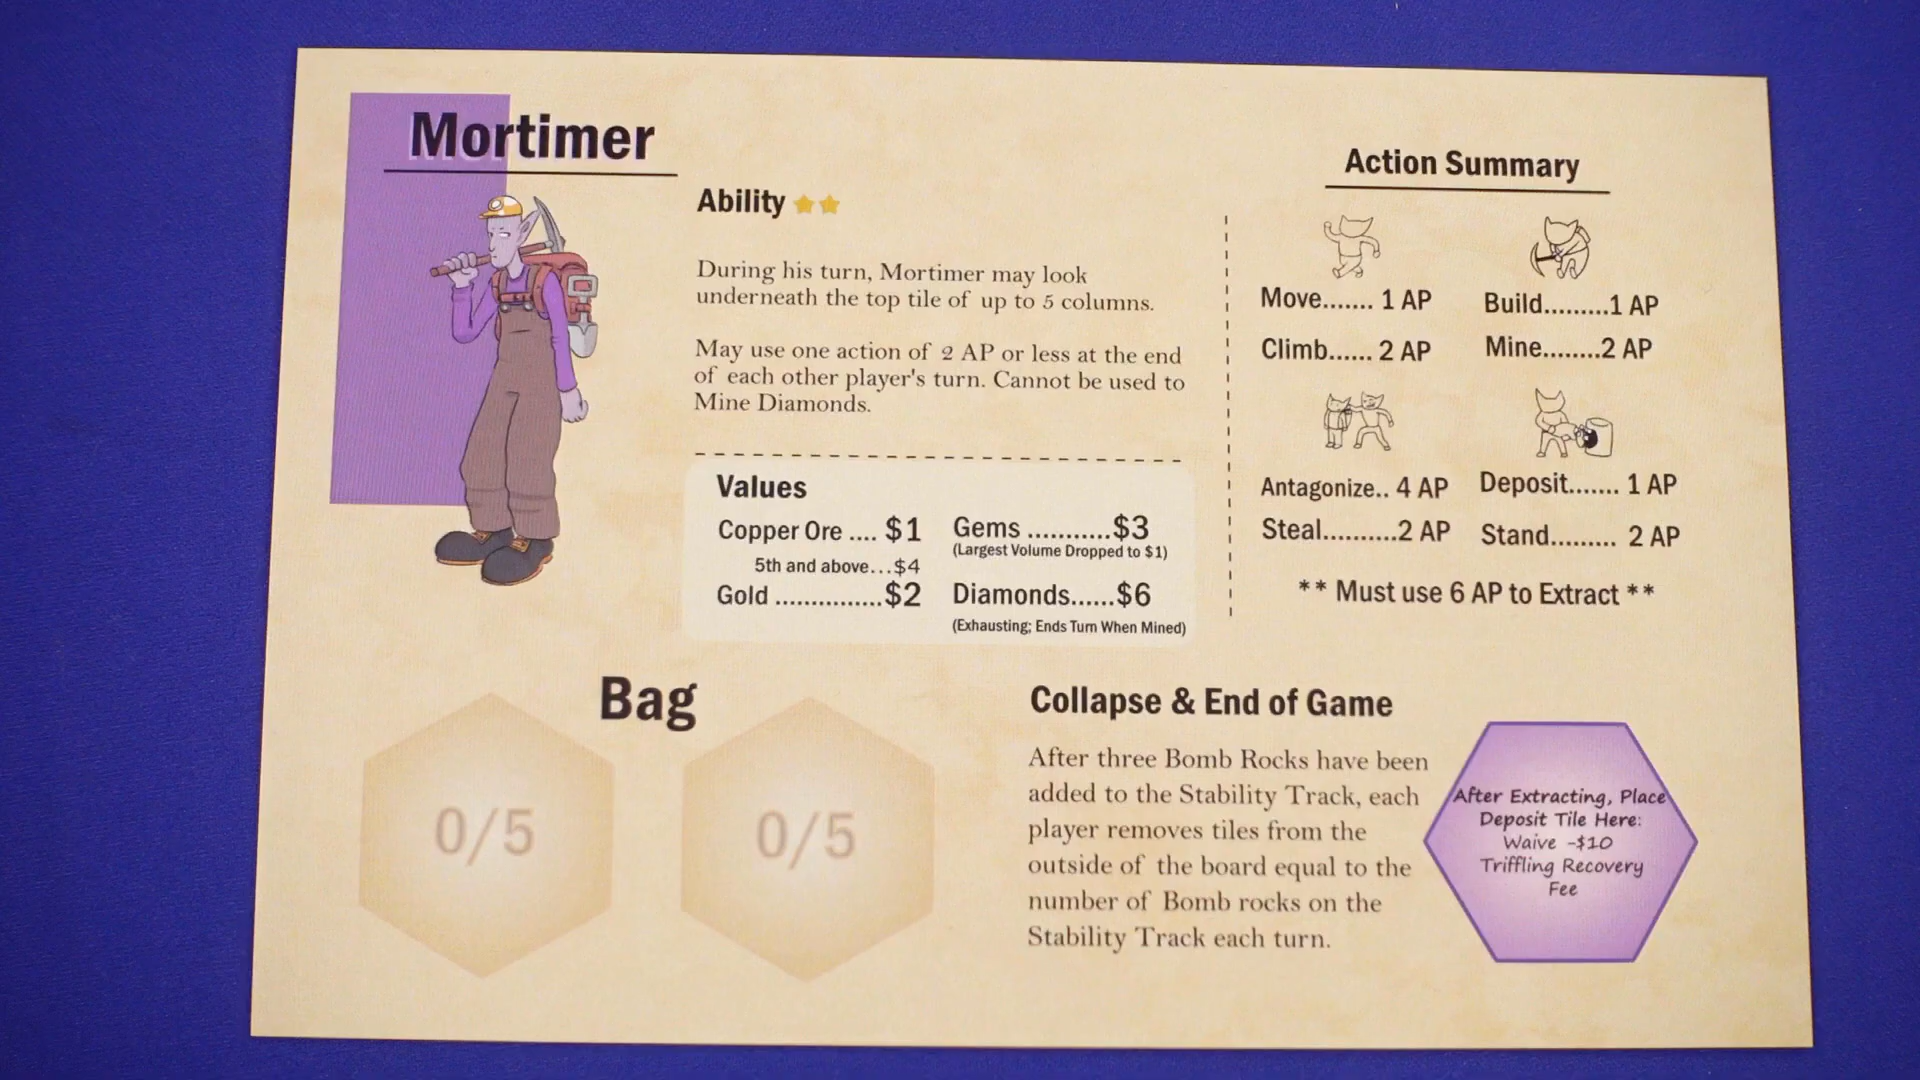 Mortimer
Ability
During his turn, Mortimer may look
underneath the top tile of up to 5 columns.
May use one action of 2 AP or less at the end
of each other player's turn. Cannot be used to
Mine Diamonds.
Values
Copper Ore .... $1
5th and above...$4
Gold ...............$2
Gems ...........$3
(Largest Volume Dropped to $1)
Diamonds......$6
(Exhausting; Ends Turn When Mined)
Action Summary
Move....... 1 AP
Climb...... 2 AP
Build.........1 AP
Mine........2 AP
Antagonize.. 4 AP
Steal..........2 AP
Deposit....... 1 AP
Stand......... 2 AP
** Must use 6 AP to Extract **
Bag
0/5
0/5
Collapse & End of Game
After three Bomb Rocks have been
added to the Stability Track, each
player removes tiles from the
outside of the board equal to the
number of Bomb rocks on the
Stability Track each turn.
After Extracting, Place
Deposit Tile Here:
Waive -$10
Triffling Recovery
Fee